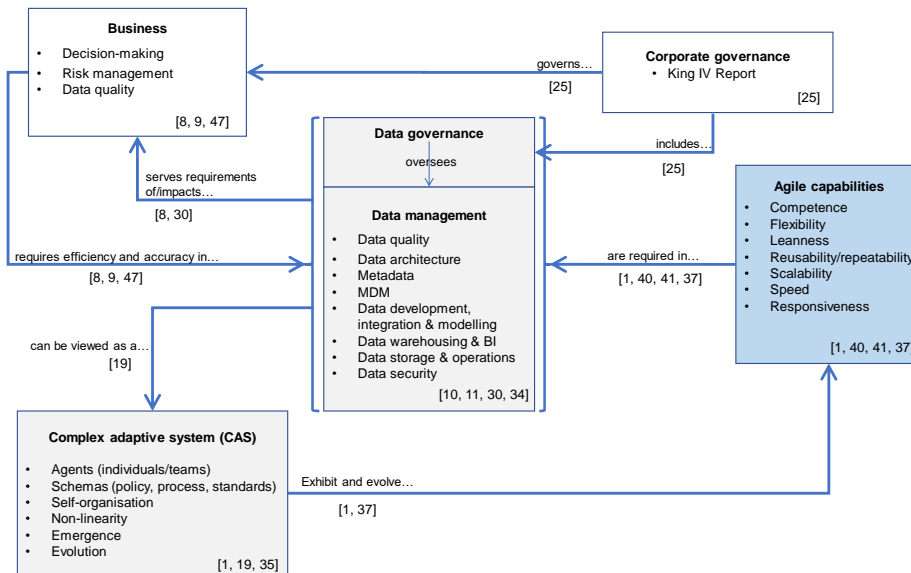 Business
• Decision-making
• Risk management
• Data quality
[8, 9, 47]
governs…
[25]
Corporate governance
• King IV Report
[25]
Data governance
oversees
includes…
[25]
serves requirements
of/impacts…
[8, 30]
Data management
• Data quality
• Data architecture
• Metadata
• MDM
• Data development,
integration & modelling
• Data warehousing & BI
• Data storage & operations
• Data security
[10, 11, 30, 34]
requires efficiency and accuracy in…
[8, 9, 47]
are required in…
[1, 40, 41, 37]
Agile capabilities
• Competence
• Flexibility
• Leanness
• Reusability/repeatability
• Scalability
• Speed
• Responsiveness
[1, 40, 41, 37]
can be viewed as a…
[19]
Complex adaptive system (CAS)
• Agents (individuals/teams)
• Schemas (policy, process, standards)
• Self-organisation
• Non-linearity
• Emergence
• Evolution
[1, 19, 35]
Exhibit and evolve…
[1, 37]